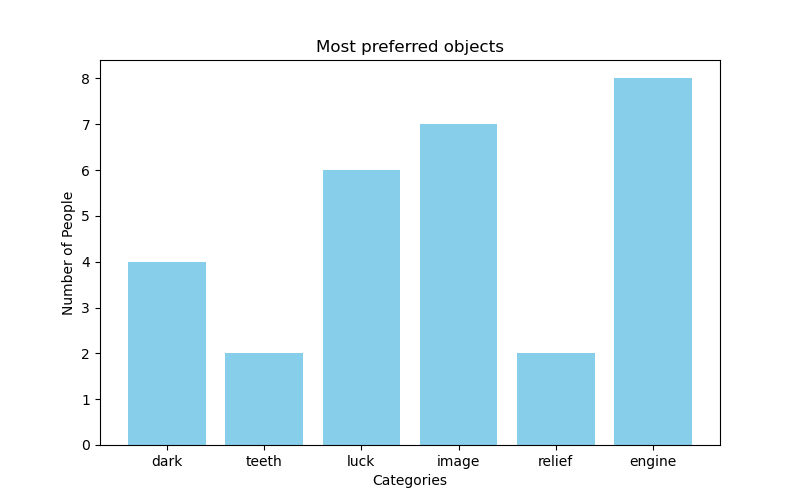 Most preferred objects
Number of People
8
7
6
5
4
3
2
1
0
dark teeth luck image relief engine
Categories